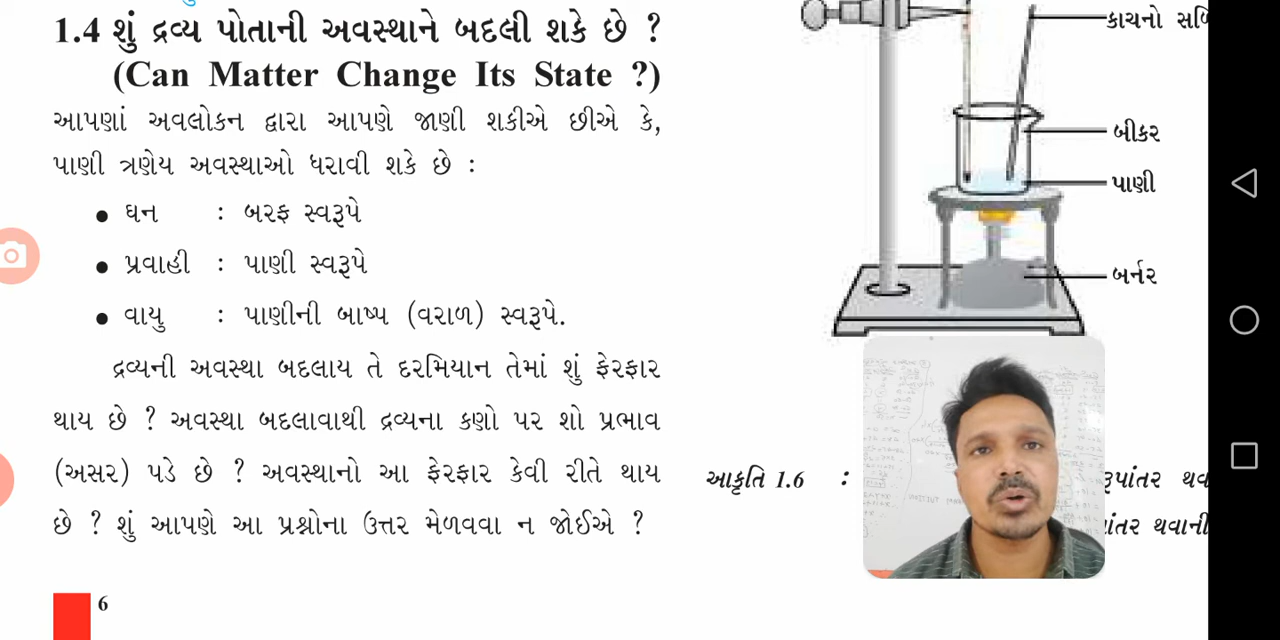 1.4 શું દ્રવ્ય પોતાની અવસ્થાને બદલી શકે છે ?
(Can Matter Change Its State ?)
આપણાં અવલોકન દ્વારા આપણે જાણી શકીએ છીએ કે,
પાણી ત્રણેય અવસ્થાઓ ધરાવી શકે છે :
● ઘન : બરફ સ્વરૂપે
● પ્રવાહી : પાણી સ્વરૂપે
● વાયુ : પાણીની બાષ્પ (વરાળ) સ્વરૂપે.
દ્રવ્યની અવસ્થા બદલાય તે દરમિયાન તેમાં શું ફેરફાર
થાય છે ? અવસ્થા બદલાવાથી દ્રવ્યના કણો પર શો પ્રભાવ
(અસર) પડે છે ? અવસ્થાનો આ ફેરફાર કેવી રીતે થાય
છે ? શું આપણે આ પ્રશ્નોના ઉત્તર મેળવવા ન જોઈએ ?
6
કાચનો
બીકર
પાણી
બર્નર
આકૃતિ 1.6 :